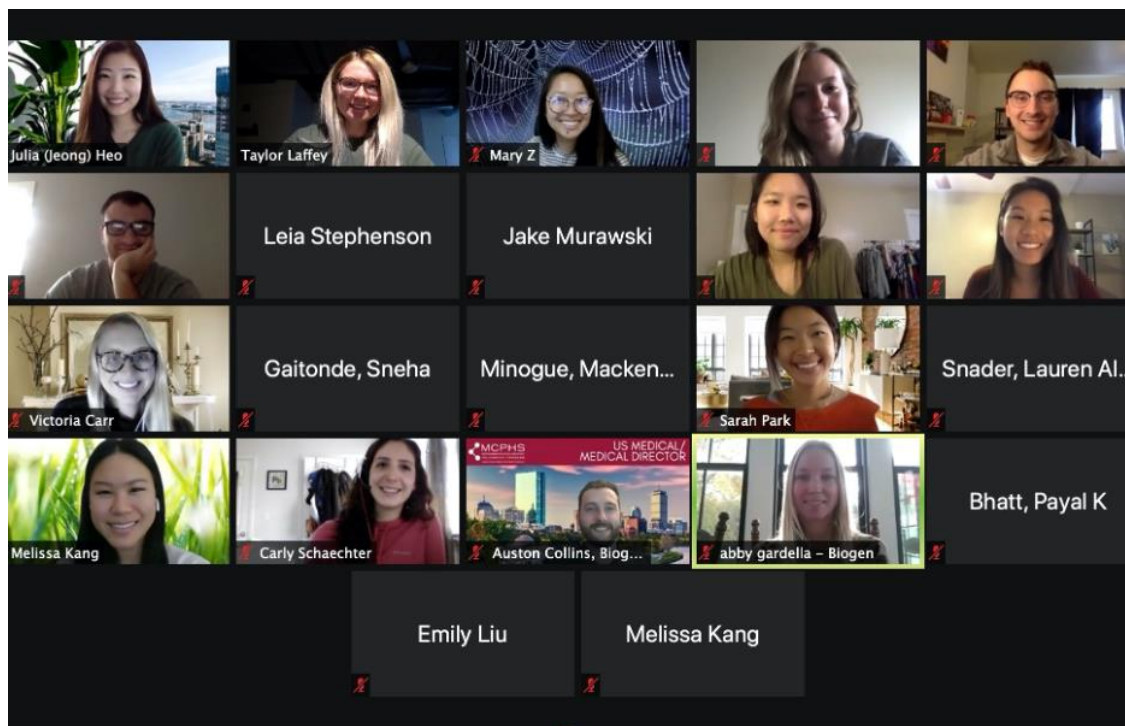 Julia (Jeong) Heo
Taylor Laffey
Mary Z
Leia Stephenson
Jake Murawski
Victoria Carr
Gaitonde, Sneha
Minogue, Macken...
Sarah Park
Snader, Lauren Al..
Melissa Kang
Carly Schaechter
MCPHS
US MEDICAL/
MEDICAL DIRECTOR
Auston Collins, Biog...
abby gardella – Biogen
Bhatt, Payal K
Emily Liu
Melissa Kang